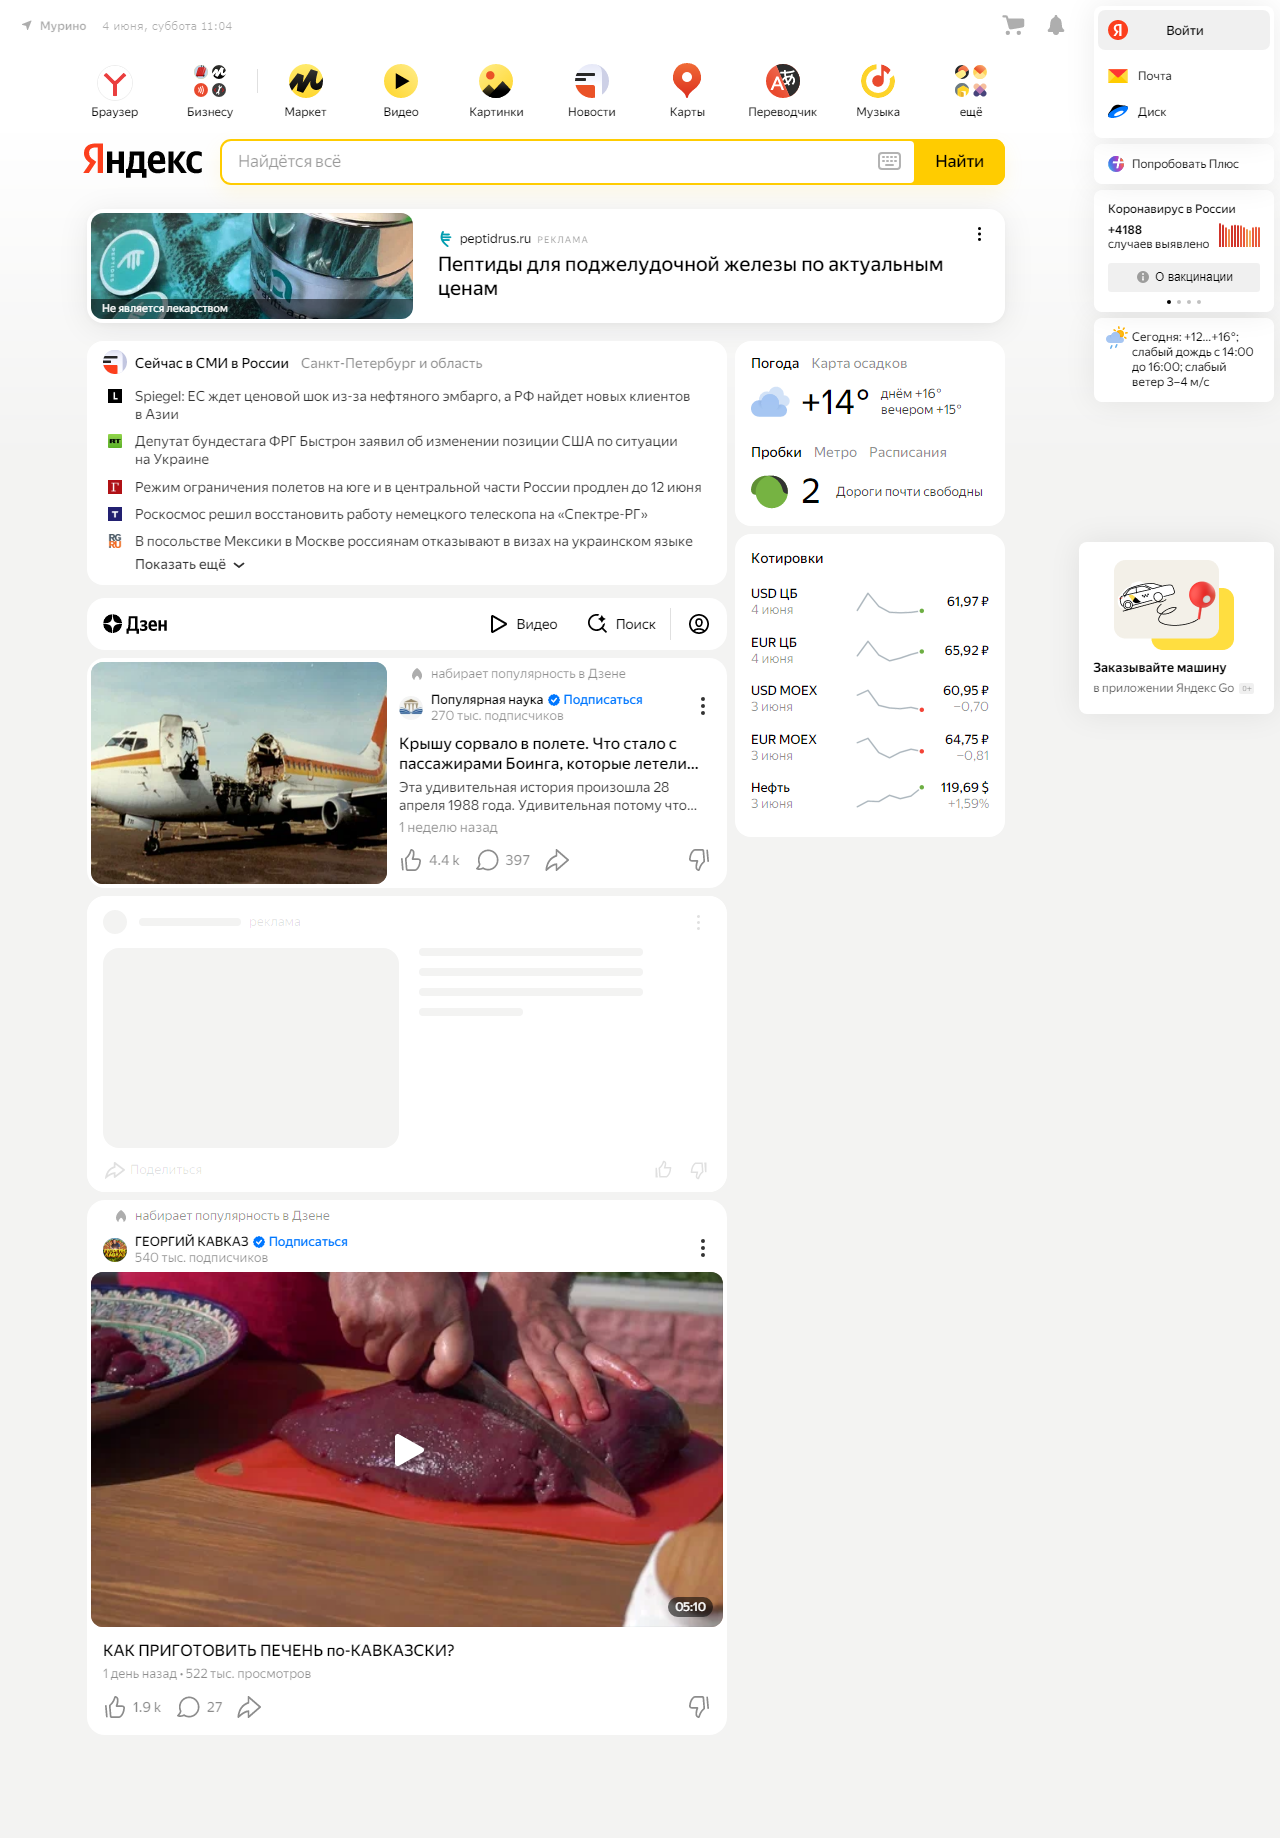 Мурино 4 июня, суббота 11:04
Браузер Бизнесу Маркет Видео Картинки Новости Карты Переводчик Музыка ещё
Яндекс Найдётся всё Найти
Войти
Почта
Диск
Попробовать Плюс
Коронавирус в России
+4188
случаев выявлено
О вакцинации
Сегодня: +12...+16°;
слабый дождь с 14:00
до 16:00; слабый
ветер 3–4 м/с
Заказывайте машину
в приложении Яндекс Go 0+
Не является лекарством
peptidrus.ru РЕКЛАМА
Пептиды для поджелудочной железы по актуальным
ценам
Сейчас в СМИ в России Санкт-Петербург и область
Spiegel: ЕС ждет ценовой шок из-за нефтяного эмбарго, а РФ найдет новых клиентов
в Азии
Депутат бундестага ФРГ Быстрон заявил об изменении позиции США по ситуации
на Украине
Режим ограничения полетов на юге и в центральной части России продлен до 12 июня
Роскосмос решил восстановить работу немецкого телескопа на «Спектре-РГ»
В посольстве Мексики в Москве россиянам отказывают в визах на украинском языке
Показать ещё
Погода Карта осадков
+14° днём +16°
вечером +15°
Пробки Метро Расписания
2 Дороги почти свободны
Котировки
USD ЦБ 61,97 ₽
4 июня
EUR ЦБ 65,92 ₽
4 июня
USD MOEX 60,95 ₽
3 июня −0,70
EUR MOEX 64,75 ₽
3 июня −0,81
Нефть 119,69 $
3 июня +1,59%
Дзен Видео Поиск
набирает популярность в Дзене
Популярная наука Подписаться
270 тыс. подписчиков
Крышу сорвало в полете. Что стало с
пассажирами Боинга, которые летели...
Эта удивительная история произошла 28
апреля 1988 года. Удивительная потому что...
1 неделю назад
4.4 k 397
реклама
Поделиться
набирает популярность в Дзене
ГЕОРГИЙ КАВКАЗ Подписаться
540 тыс. подписчиков
05:10
КАК ПРИГОТОВИТЬ ПЕЧЕНЬ по-КАВКАЗСКИ?
1 день назад • 522 тыс. просмотров
1.9 k 27